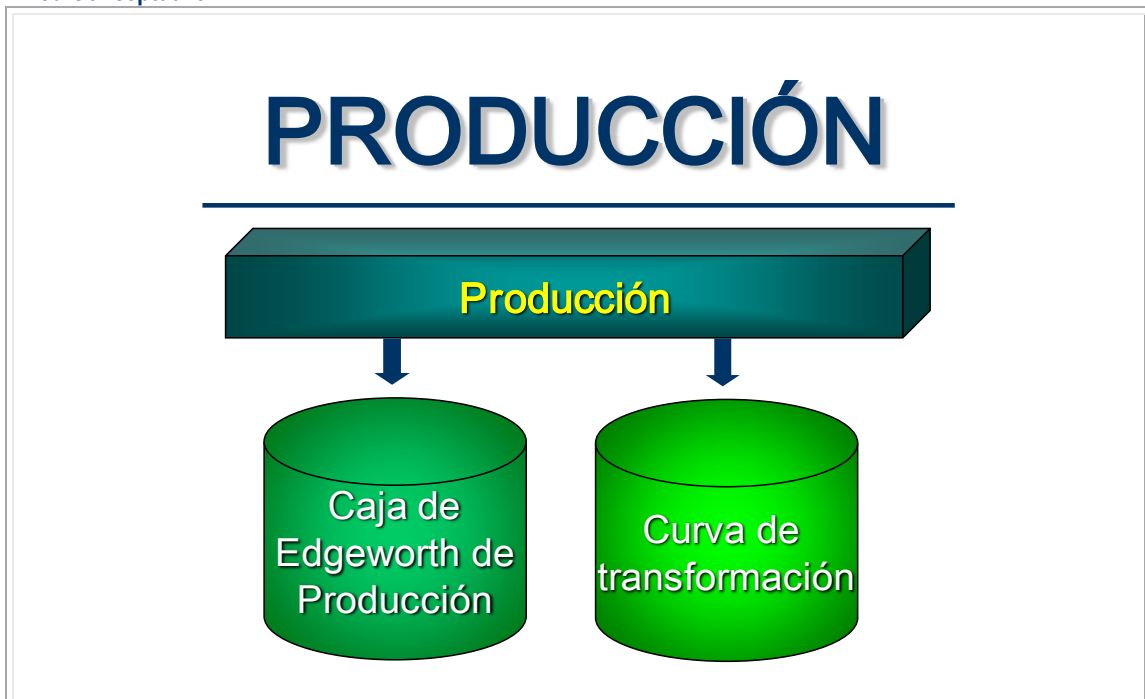 PRODUCCIÓN
Producción
Caja de
Edgeworth de
Producción
Curva de
transformación